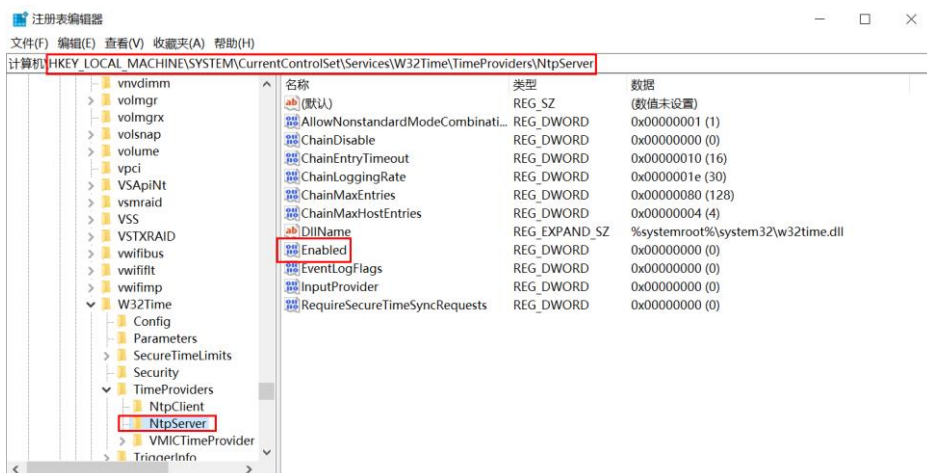 注册表编辑器
文件(F) 编辑(E) 查看(V) 收藏夹(A) 帮助(H)
计算机\HKEY_LOCAL_MACHINE\SYSTEM\CurrentControlSet\Services\W32Time\TimeProviders\NtpServer
vnvdimm
volmgr
volmgrx
volsnap
volume
vpci
VSApiNt
vsmraid
VSS
VSTXRAID
vwifibus
vwififlt
vwifimp
W32Time
Config
Parameters
SecureTimeLimits
Security
TimeProviders
NtpClient
NtpServer
VMICTimeProvider
TriggerInfo
名称 类型 数据
(默认) REG_SZ (数值未设置)
AllowNonstandardModeCombinati... REG_DWORD 0x00000001 (1)
ChainDisable REG_DWORD 0x00000000 (0)
ChainEntryTimeout REG_DWORD 0x00000010 (16)
ChainLoggingRate REG_DWORD 0x0000001e (30)
ChainMaxEntries REG_DWORD 0x00000080 (128)
ChainMaxHostEntries REG_DWORD 0x00000004 (4)
DllName REG_EXPAND_SZ %systemroot%\system32\w32time.dll
Enabled REG_DWORD 0x00000000 (0)
EventLogFlags REG_DWORD 0x00000000 (0)
InputProvider REG_DWORD 0x00000000 (0)
RequireSecureTimeSyncRequests REG_DWORD 0x00000000 (0)